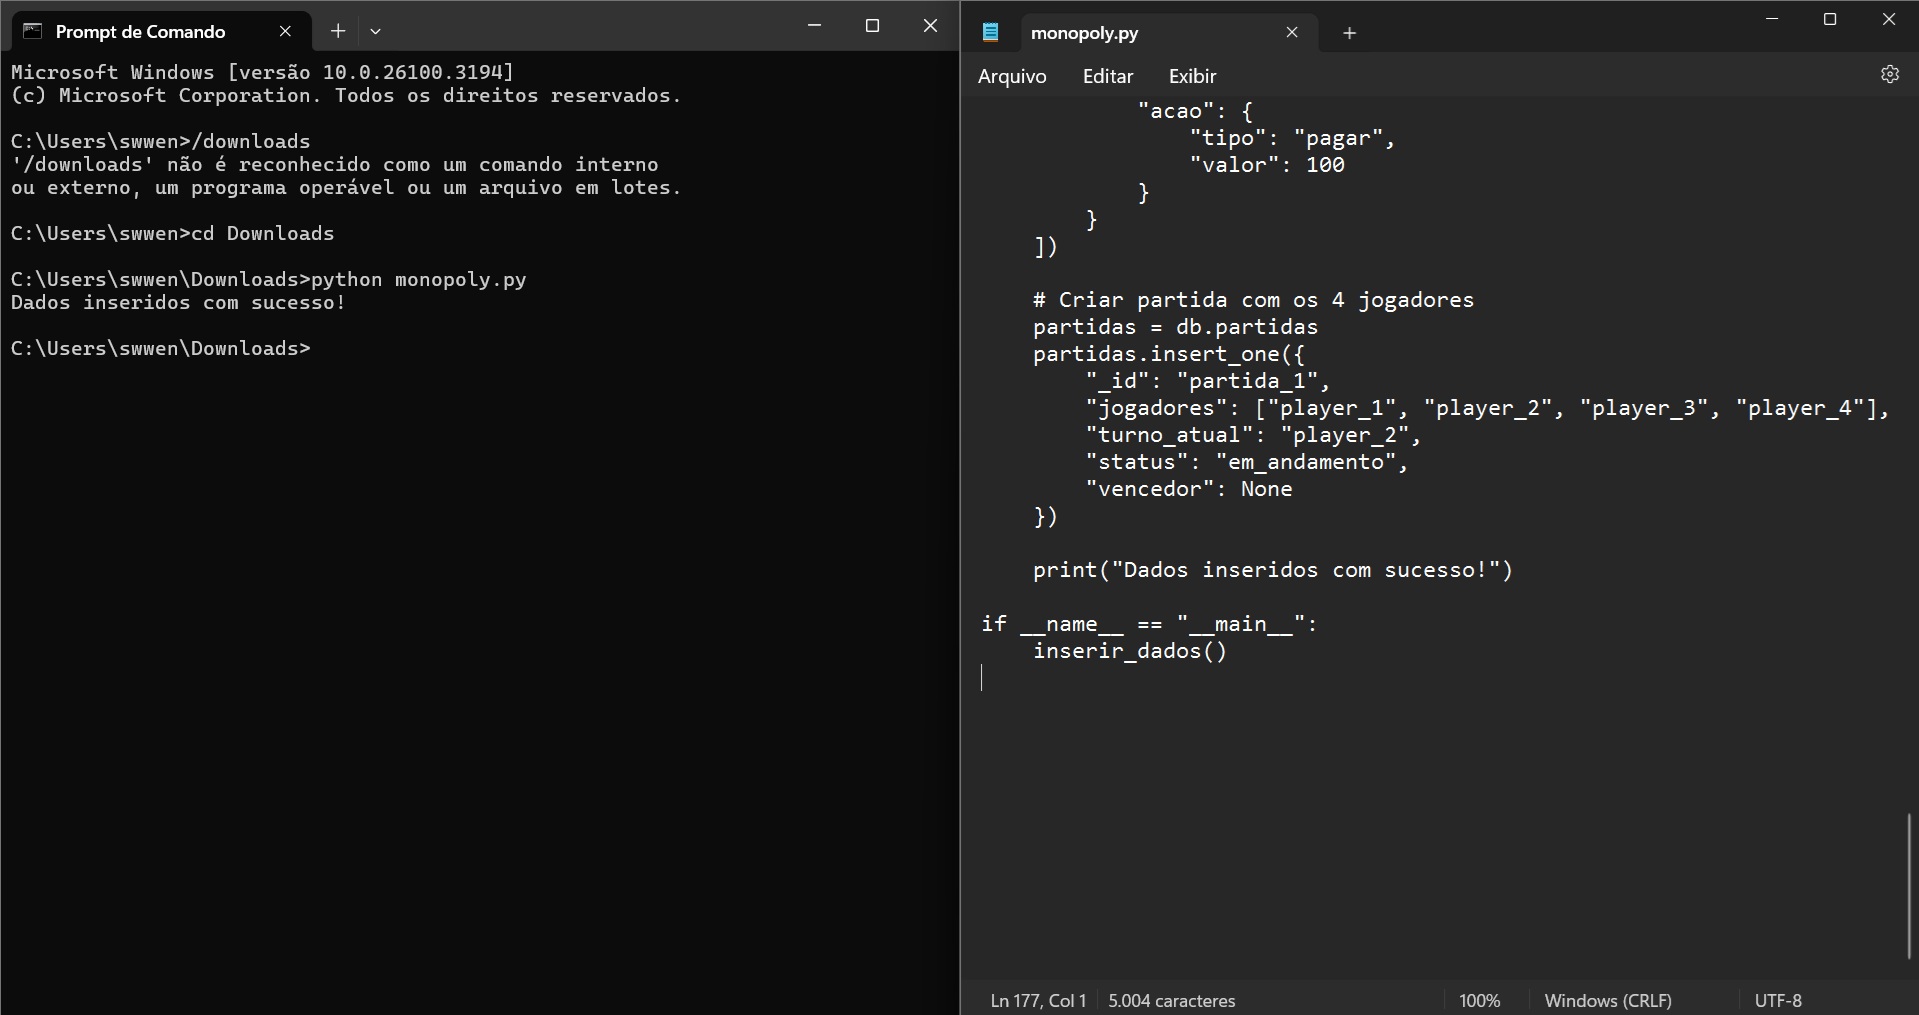 Prompt de Comando
Microsoft Windows [versão 10.0.26100.3194]
(c) Microsoft Corporation. Todos os direitos reservados.
C:\Users\swwen>/downloads
'/downloads' não é reconhecido como um comando interno
ou externo, um programa operável ou um arquivo em lotes.
C:\Users\swwen>cd Downloads
C:\Users\swwen\Downloads>python monopoly.py
Dados inseridos com sucesso!
C:\Users\swwen\Downloads>
monopoly.py
Arquivo Editar Exibir
"acao": {
"tipo": "pagar",
"valor": 100
}
}
])
# Criar partida com os 4 jogadores
partidas = db.partidas
partidas.insert_one({
"_id": "partida_1",
"jogadores": ["player_1", "player_2", "player_3", "player_4"],
"turno_atual": "player_2",
"status": "em_andamento",
"vencedor": None
})
print("Dados inseridos com sucesso!")
if __name__ == "__main__":
inserir_dados()
Ln 177, Col 1 5.004 caracteres 100% Windows (CRLF) UTF-8